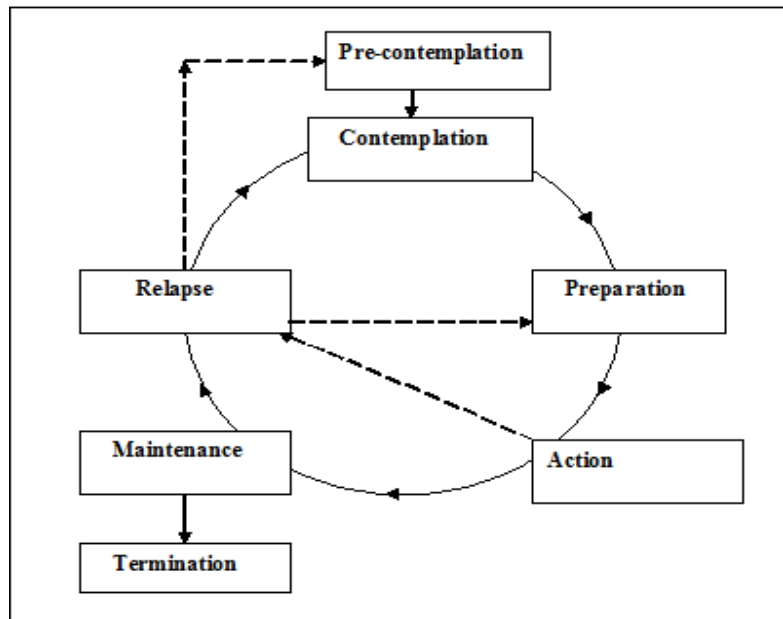 Pre-contemplation
Contemplation
Relapse
Preparation
Maintenance
Action
Termination